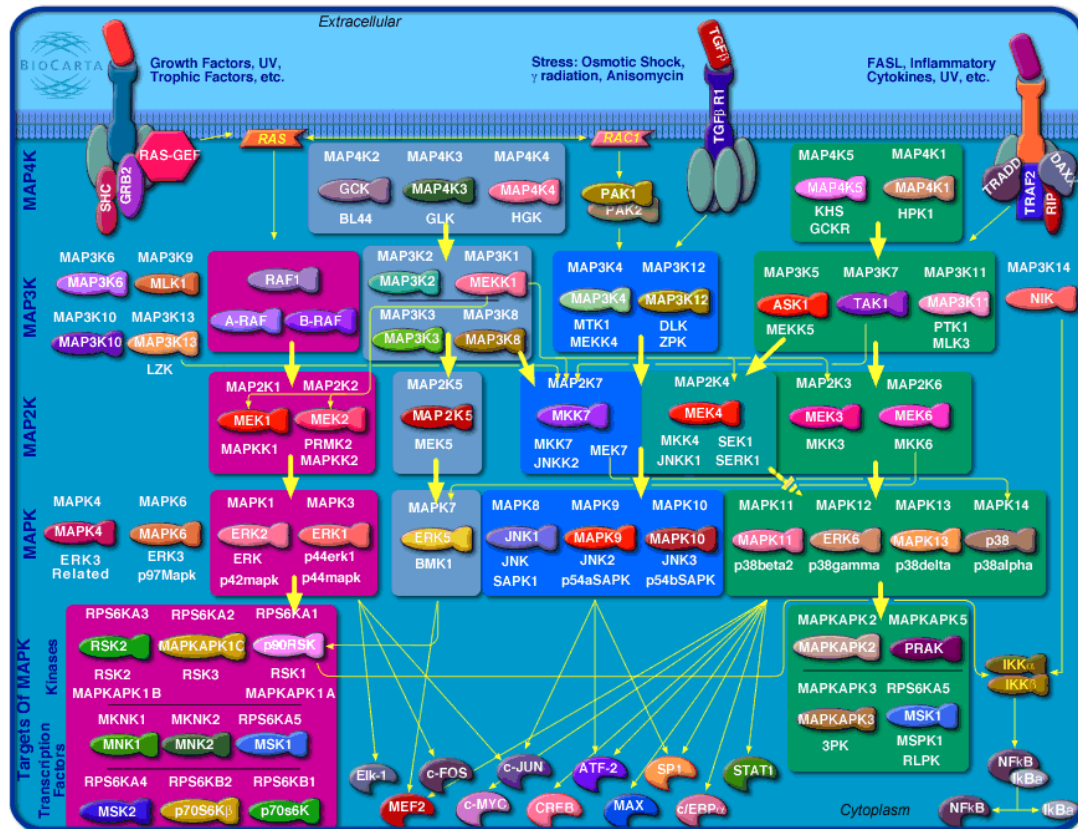 Extracellular
BIOCARTA
Growth Factors, UV,
Trophic Factors, etc.
Stress: Osmotic Shock,
γ radiation, Anisomycin
TGFβ
TGFβ R1
FASL, Inflammatory
Cytokines, UV, etc.
RAS-GEF
RAS
RAC1
SHC
GRB2
TRADD
TRAF2
RIP
DAXX
MAP4K
MAP4K2
MAP4K3
MAP4K4
GCK
MAP4K3
MAP4K4
BL44
GLK
HGK
PAK1
PAK2
MAP4K5
MAP4K1
MAP4K5
MAP4K1
KHS
GCKR
HPK1
MAP3K
MAP3K6
MAP3K9
MAP3K6
MLK1
MAP3K10
MAP3K13
MAP3K10
MAP3K13
LZK
RAF1
A-RAF
B-RAF
MAP3K2
MAP3K1
MAP3K2
MEKK1
MAP3K3
MAP3K8
MAP3K3
MAP3K8
MAP3K4
MAP3K12
MAP3K4
MAP3K12
MTK1
MEKK4
DLK
ZPK
MAP3K5
MAP3K7
MAP3K11
ASK1
TAK1
MAP3K11
MEKK5
PTK1
MLK3
MAP3K14
NIK
MAP2K
MAP2K1
MAP2K2
MEK1
MEK2
MAPKK1
PRMK2
MAPKK2
MAP2K5
MAP2K5
MEK5
MAP2K7
MKK7
MKK7
JNKK2
MEK7
MAP2K4
MEK4
MKK4
JNKK1
SEK1
SERK1
MAP2K3
MAP2K6
MEK3
MEK6
MKK3
MKK6
MAPK
MAPK4
MAPK6
MAPK4
MAPK6
ERK3
Related
ERK3
p97Mapk
MAPK1
MAPK3
ERK2
ERK1
ERK
p42mapk
p44erk1
p44mapk
MAPK7
ERK5
BMK1
MAPK8
MAPK9
MAPK10
JNK1
MAPK9
MAPK10
JNK
SAPK1
JNK2
p54aSAPK
JNK3
p54bSAPK
MAPK11
MAPK12
MAPK13
MAPK14
MAPK11
ERK6
MAPK13
p38
p38beta2
p38gamma
p38delta
p38alpha
Targets Of MAPK
Kinases
Transcription
Factors
RPS6KA3
RPS6KA2
RPS6KA1
RSK2
MAPKAPK1C
p90RSK
RSK2
RSK3
RSK1
MAPKAPK1B
MAPKAPK1A
MKNK1
MKNK2
RPS6KA5
MNK1
MNK2
MSK1
RPS6KA4
RPS6KB2
RPS6KB1
MSK2
p70S6Kβ
p70s6K
MAPKAPK2
MAPKAPK5
MAPKAPK2
PRAK
MAPKAPK3
RPS6KA5
MAPKAPK3
MSK1
3PK
MSPK1
RLPK
IKKα
IKKβ
NFkB
IkBa
NFkB
IkBa
Elk-1
c-FOS
c-JUN
ATF-2
SP1
STAT1
MEF2
c-MYC
CREB
MAX
c/EBPα
Cytoplasm